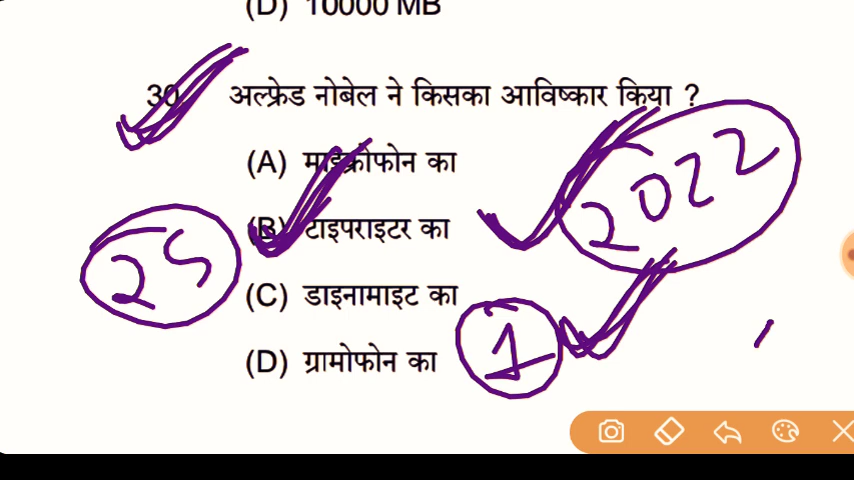 (D) 10000 MB
30 अल्फ्रेड नोबेल ने किसका आविष्कार किया ?
(A) माइक्रोफोन का
2022
(B) टाइपराइटर का
25
(C) डाइनामाइट का
1
(D) ग्रामोफोन का